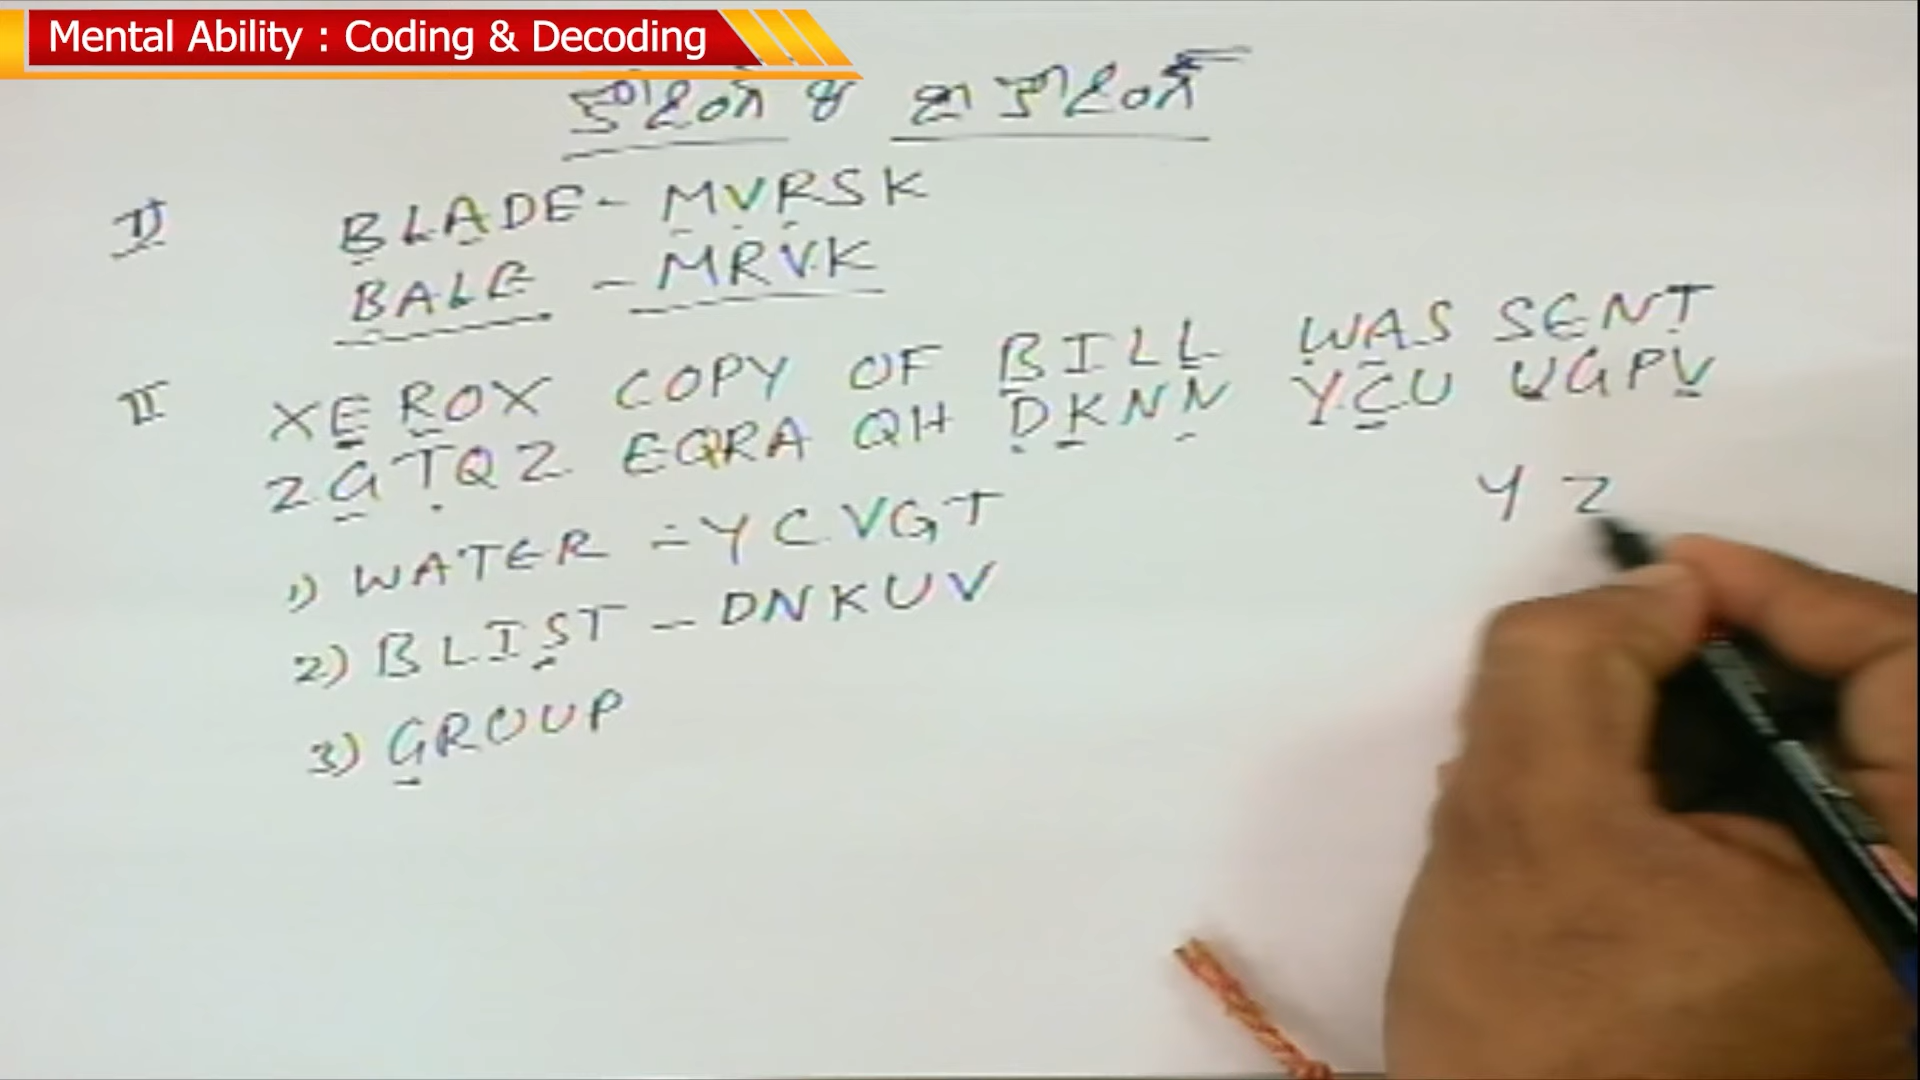 Mental Ability : Coding & Decoding
కోడింగ్ & డీకోడింగ్
I) BLADE - MVRSK
BALE - MRVK
II XEROX COPY OF BILL WAS SENT
ZGTQZ EQRA QH DKNN YCU UGPV
Y Z
1) WATER = YCVGT
2) BLIST - DNKUV
3) GROUP